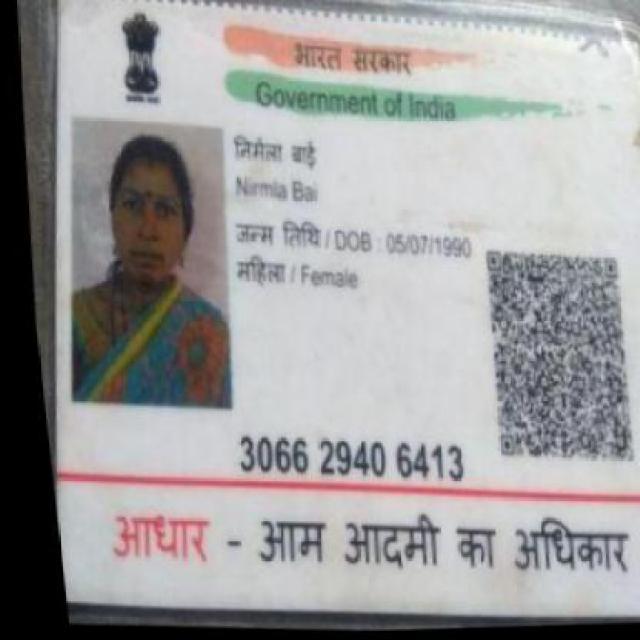 भारत सरकार
Government of India
निर्मला बाई
Nirmla Bai
जन्म तिथि / DOB : 05/07/1990
महिला / Female
3066 2940 6413
आधार - आम आदमी का अधिकार